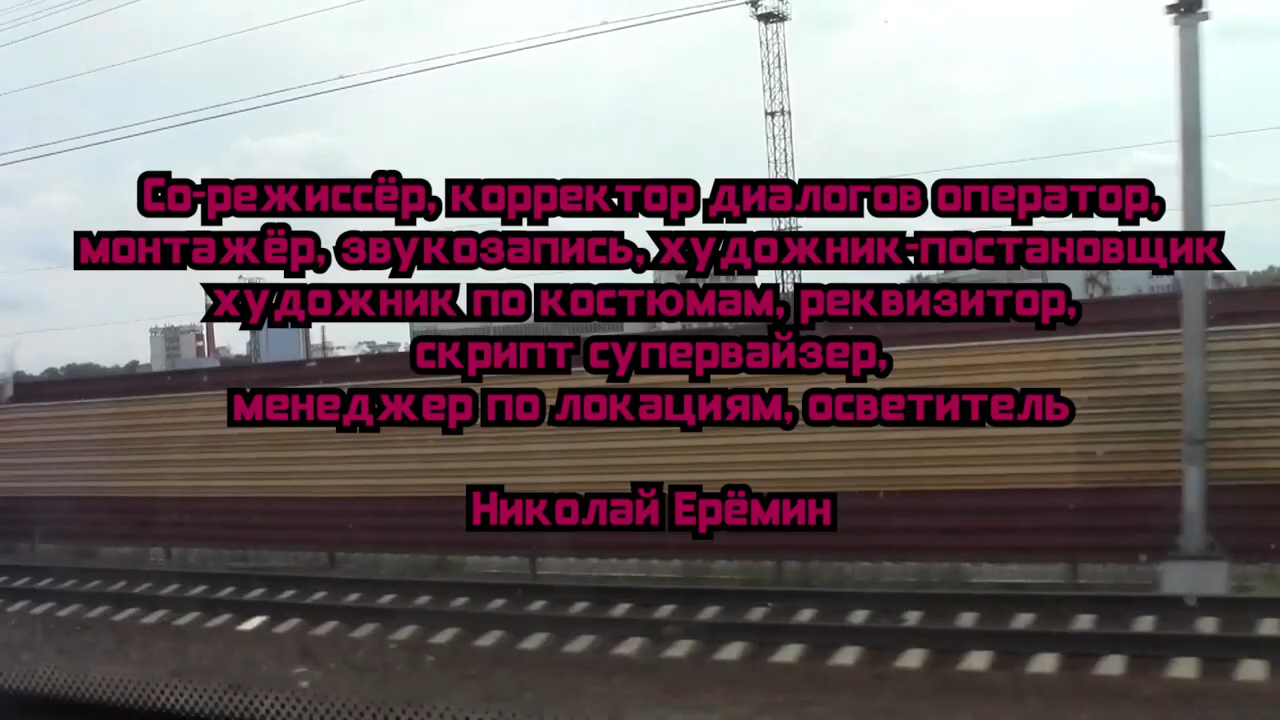 Со-режиссёр, корректор диалогов оператор,
монтажёр, звукозапись, художник-постановщик
художник по костюмам, реквизитор,
скрипт супервайзер,
менеджер по локациям, осветитель
Николай Ерёмин